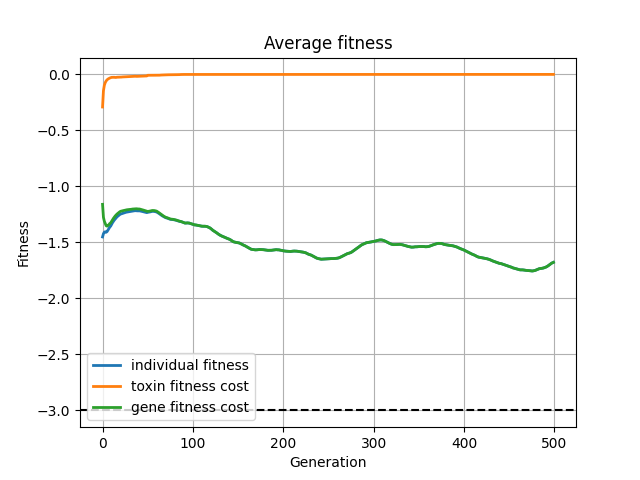 Average fitness
Fitness
0.0
−0.5
−1.0
−1.5
−2.0
−2.5
−3.0
individual fitness
toxin fitness cost
gene fitness cost
0 100 200 300 400 500
Generation